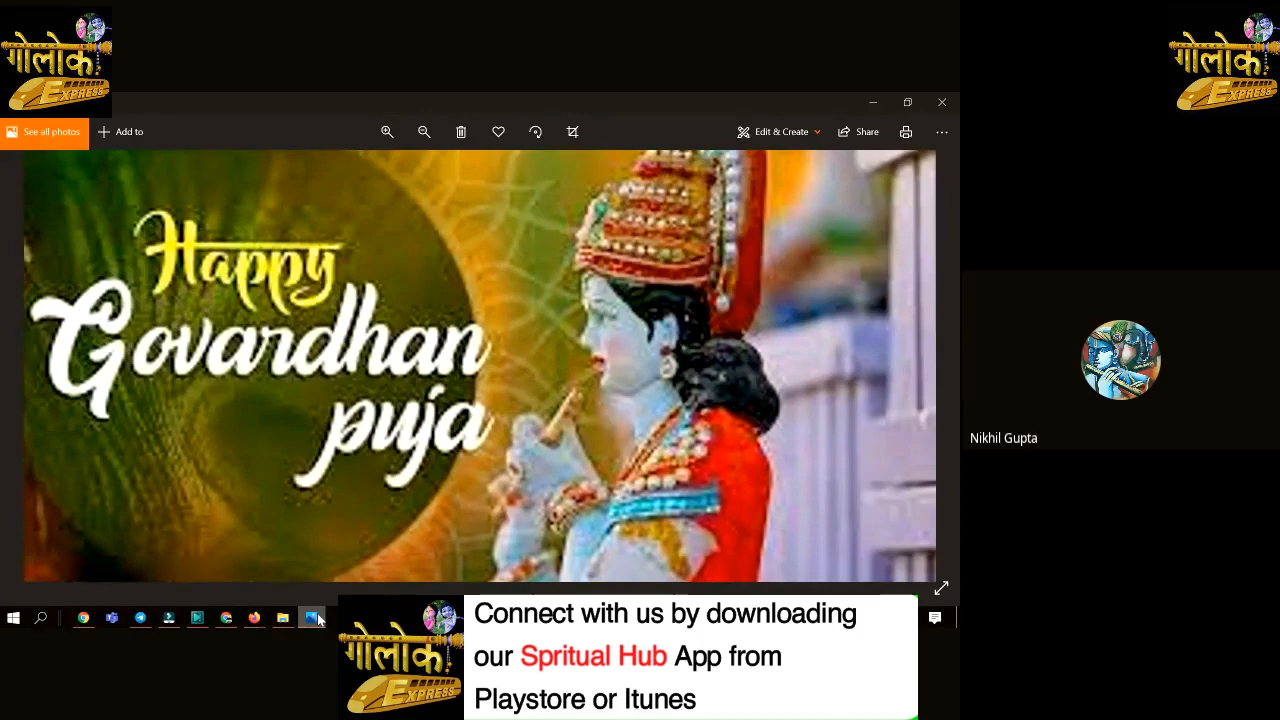 गोलोक
EXPRESS
गोलोक
EXPRESS
See all photos
Add to
Edit & Create
Share
Happy
Govardhan
puja
Nikhil Gupta
गोलोक
EXPRESS
Connect with us by downloading
our Spritual Hub App from
Playstore or Itunes